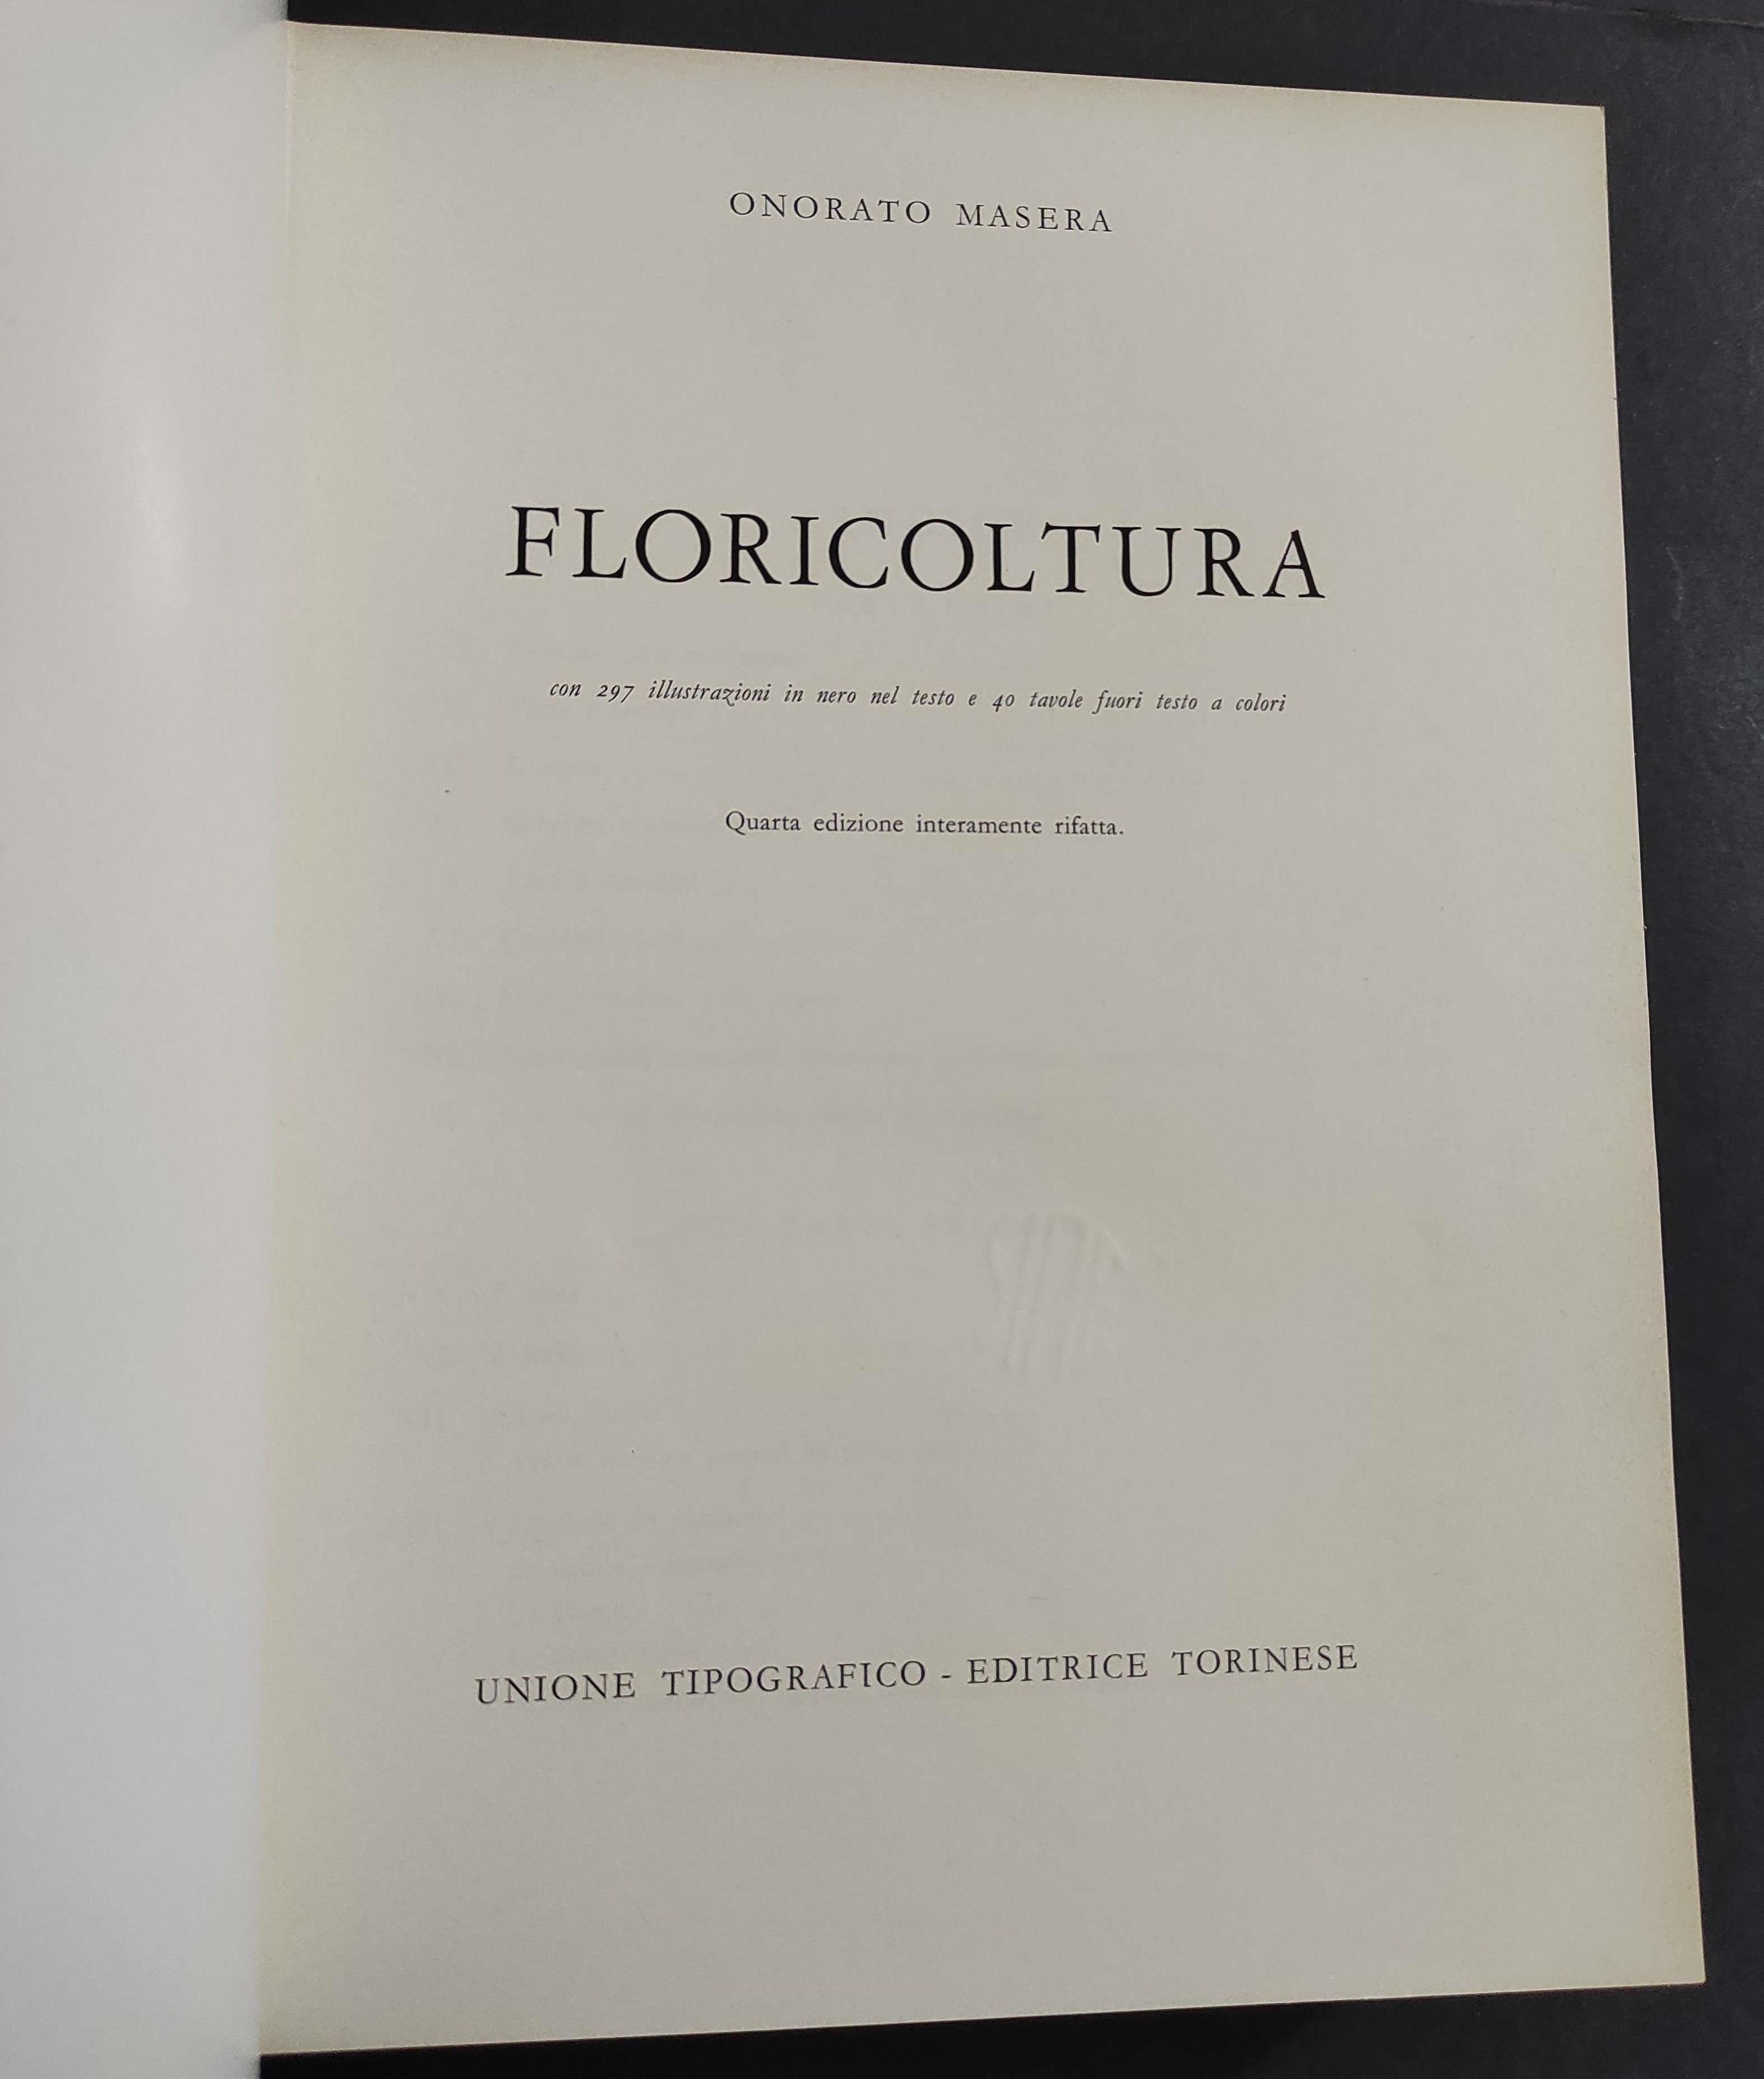 ONORATO MASERA
FLORICOLTURA
con 297 illustrazioni in nero nel testo e 40 tavole fuori testo a colori
Quarta edizione interamente rifatta.
UNIONE TIPOGRAFICO - EDITRICE TORINESE